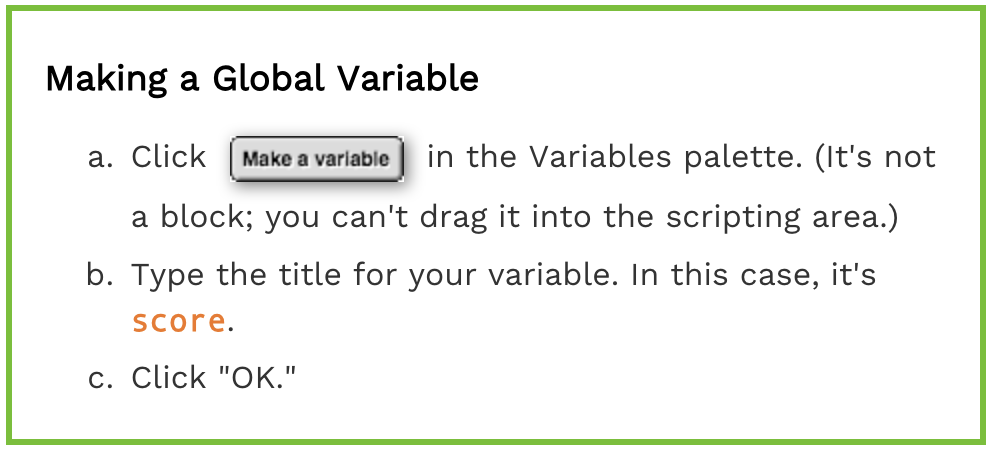 Making a Global Variable
a. Click Make a variable in the Variables palette. (It's not
a block; you can't drag it into the scripting area.)
b. Type the title for your variable. In this case, it's
score.
c. Click "OK."